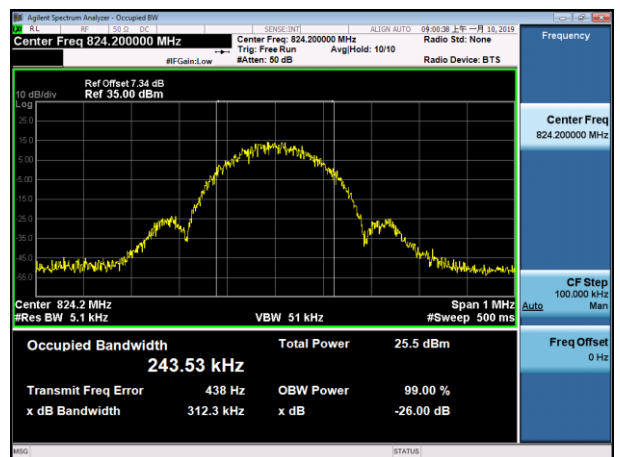 Agilent Spectrum Analyzer - Occupied BW
RL RF 50 Ω DC SENSE:INT ALIGN AUTO 09:00:38 上午 一月 10, 2019
Center Freq 824.200000 MHz
Center Freq: 824.200000 MHz
Radio Std: None
Trig: Free Run Avg|Hold: 10/10
#IFGain:Low #Atten: 50 dB Radio Device: BTS
Frequency
Ref Offset 7.34 dB
10 dB/div Ref 35.00 dBm
Log
25.0
15.0
5.00
-5.00
-15.0
-25.0
-35.0
-45.0
-55.0
Center 824.2 MHz Span 1 MHz
#Res BW 5.1 kHz VBW 51 kHz #Sweep 500 ms
Occupied Bandwidth Total Power 25.5 dBm
243.53 kHz
Transmit Freq Error 438 Hz OBW Power 99.00 %
x dB Bandwidth 312.3 kHz x dB -26.00 dB
Center Freq
824.200000 MHz
CF Step
100.000 kHz
Auto Man
Freq Offset
0 Hz
MSG STATUS